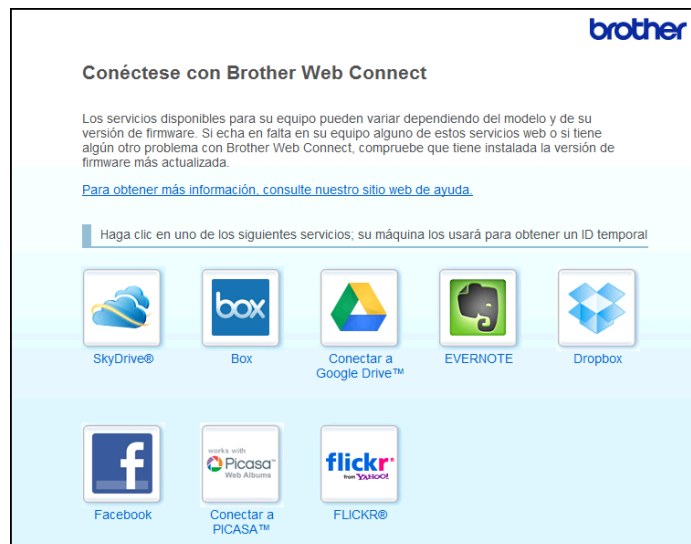 brother
Conéctese con Brother Web Connect
Los servicios disponibles para su equipo pueden variar dependiendo del modelo y de su
versión de firmware. Si echa en falta en su equipo alguno de estos servicios web o si tiene
algún otro problema con Brother Web Connect, compruebe que tiene instalada la versión de
firmware más actualizada.
Para obtener más información, consulte nuestro sitio web de ayuda.
Haga clic en uno de los siguientes servicios; su máquina los usará para obtener un ID temporal
box
SkyDrive®
Box
Conectar a
Google Drive™
EVERNOTE
Dropbox
f
works with
Picasa™
Web Albums
flickr
from YAHOO!
Facebook
Conectar a
PICASA™
FLICKR®